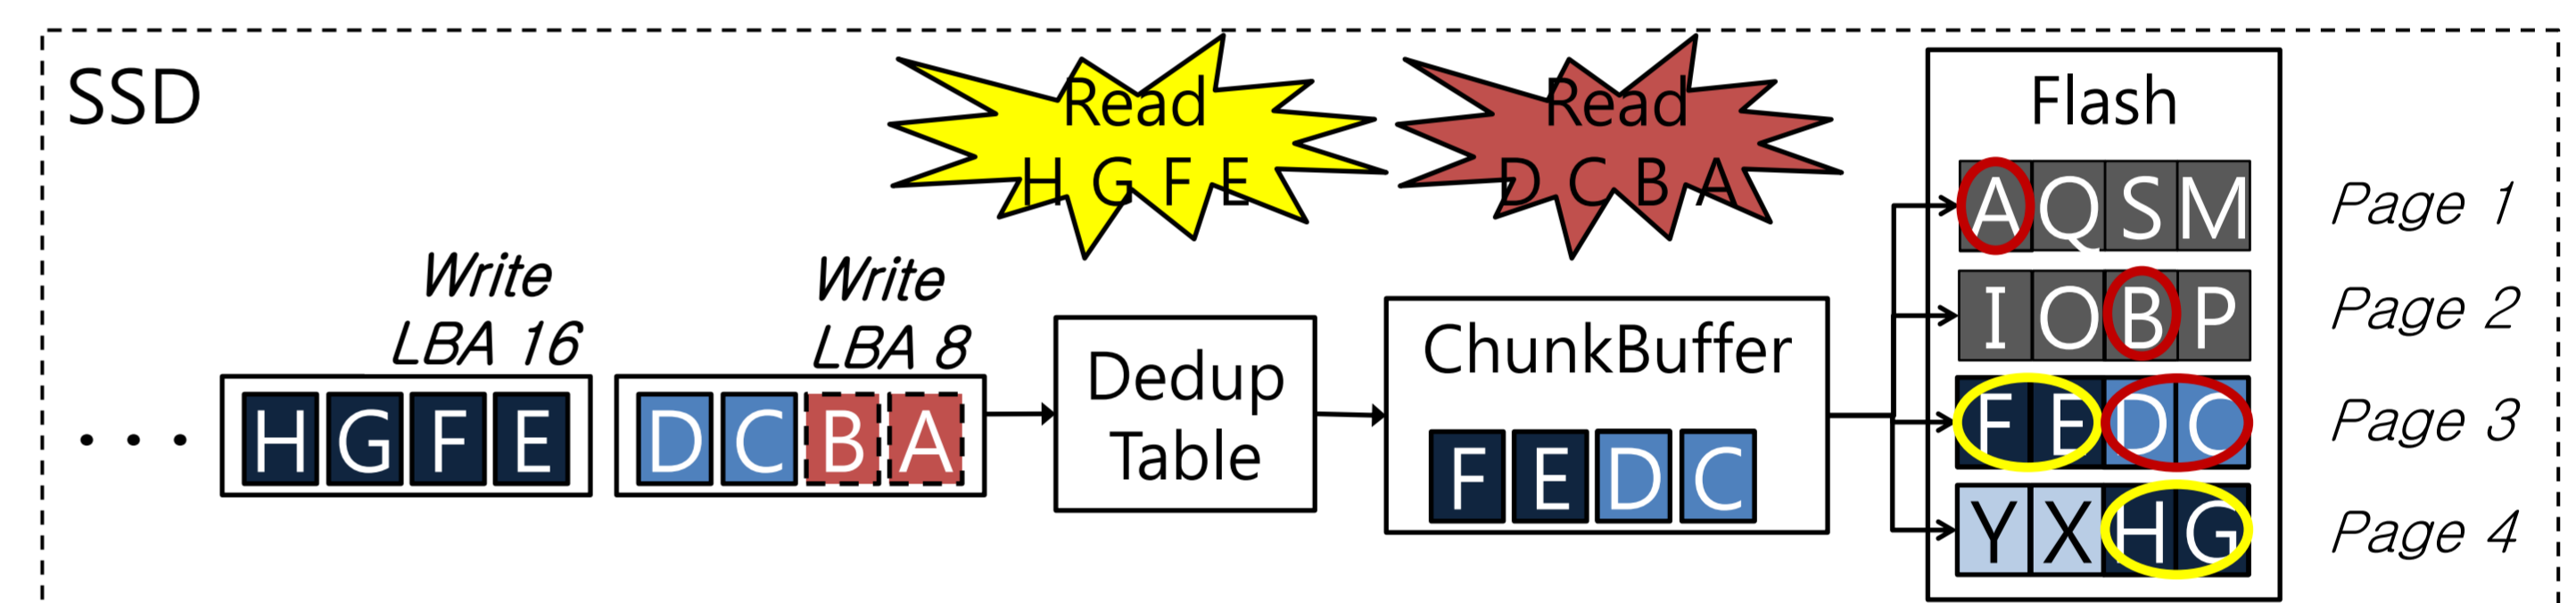 SSD
Read
H G F E
Read
D C B A
Flash
A Q S M
Page 1
I O B P
Page 2
F E D C
Page 3
Y X H G
Page 4
Write
LBA 16
H G F E
Write
LBA 8
D C B A
Dedup
Table
ChunkBuffer
F E D C